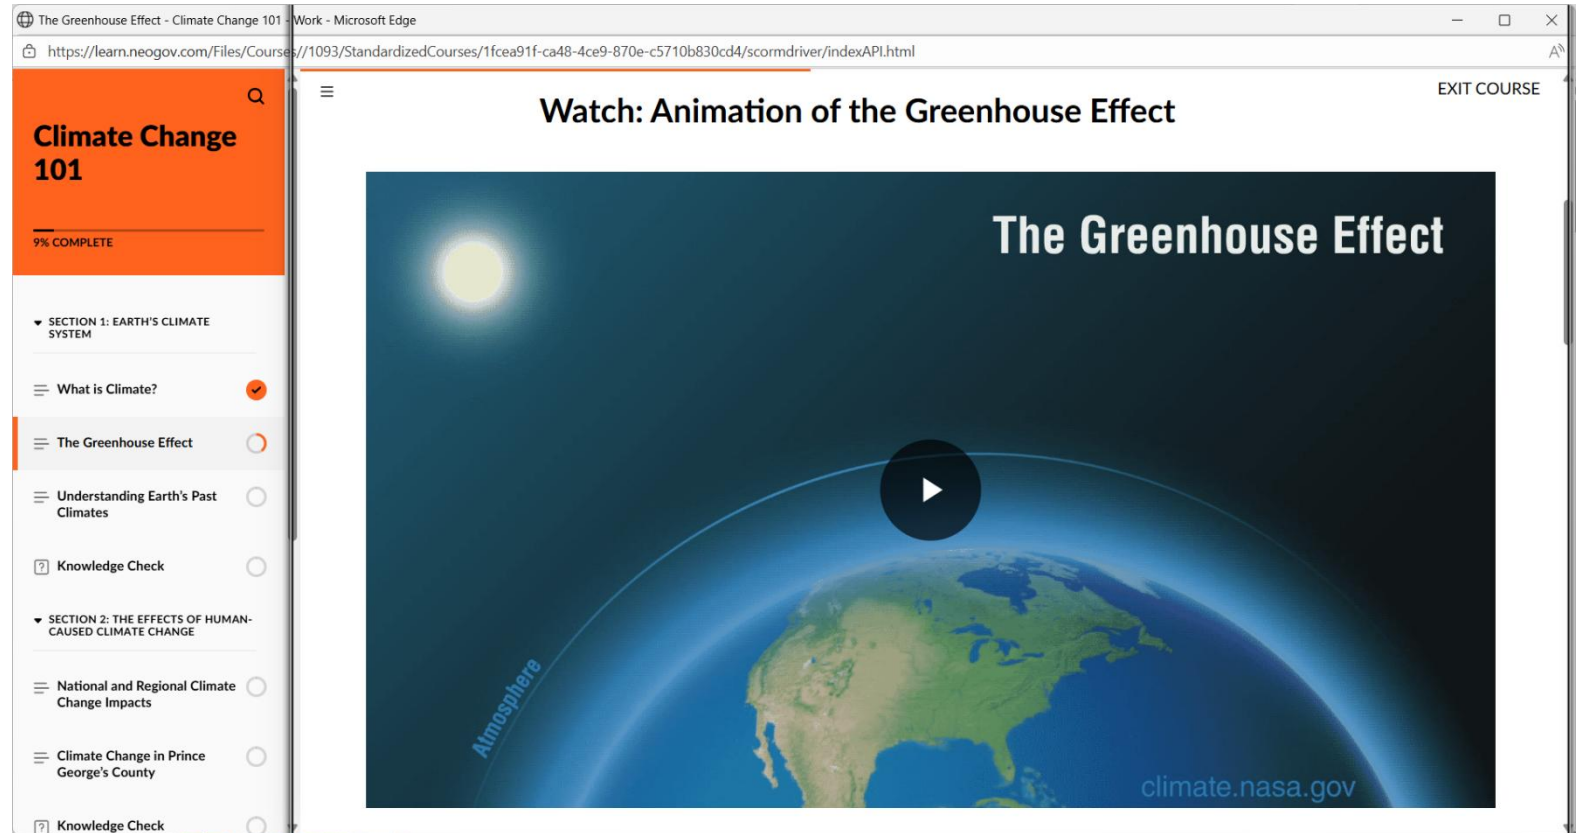 The Greenhouse Effect - Climate Change 101 - Work - Microsoft Edge
https://learn.neogov.com/Files/Courses//1093/StandardizedCourses/1fcea91f-ca48-4ce9-870e-c5710b830cd4/scormdriver/indexAPI.html
Climate Change
101
9% COMPLETE
SECTION 1: EARTH'S CLIMATE
SYSTEM
What is Climate?
The Greenhouse Effect
Understanding Earth's Past
Climates
Knowledge Check
SECTION 2: THE EFFECTS OF HUMAN-
CAUSED CLIMATE CHANGE
National and Regional Climate
Change Impacts
Climate Change in Prince
George's County
Knowledge Check
EXIT COURSE
Watch: Animation of the Greenhouse Effect
The Greenhouse Effect
Atmosphere
climate.nasa.gov